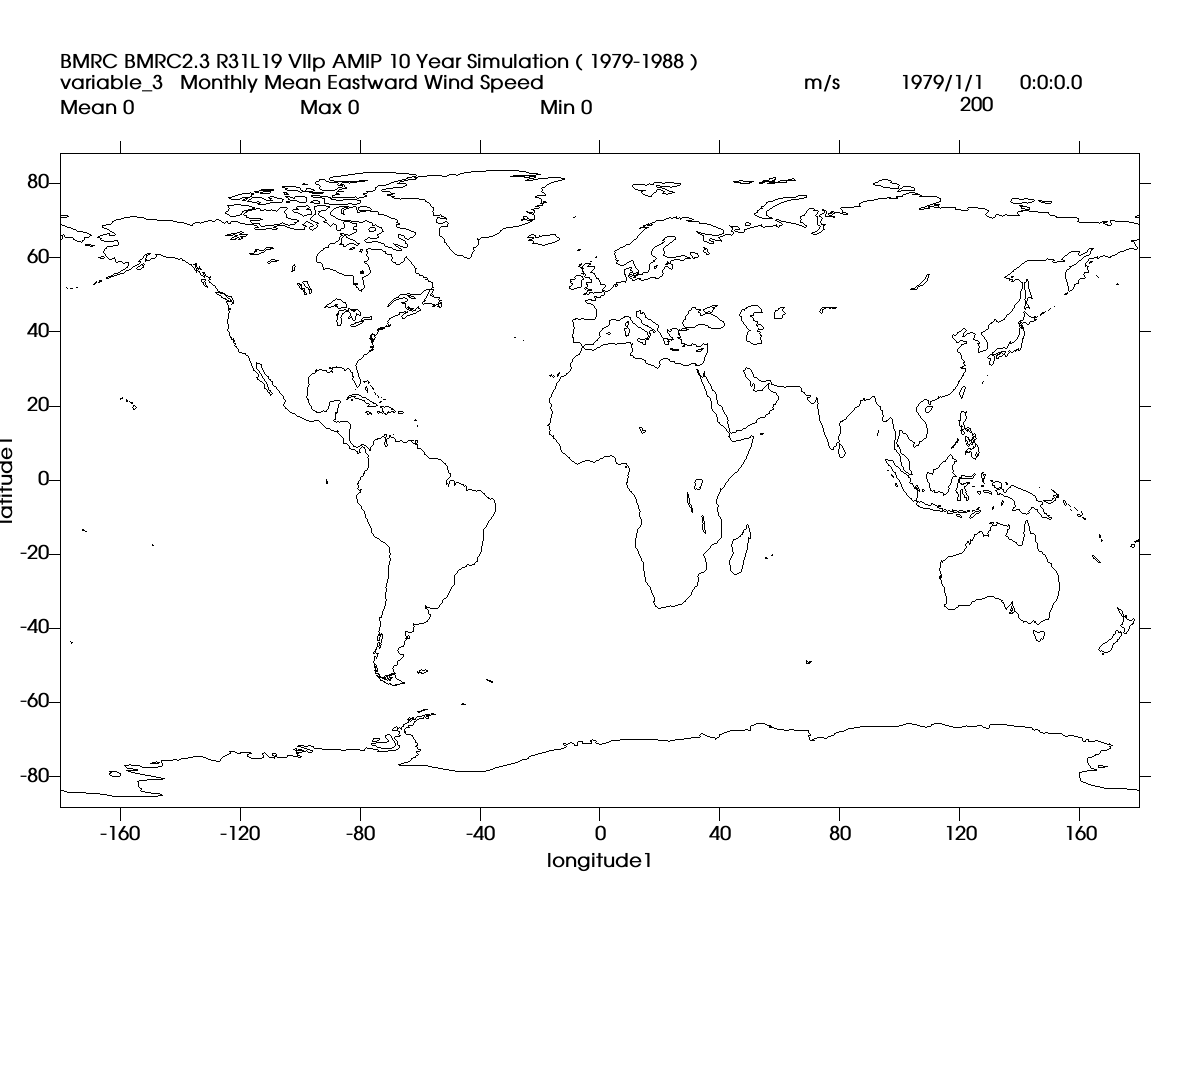 BMRC BMRC2.3 R31L19 VIIp AMIP 10 Year Simulation ( 1979-1988 )
variable_3 Monthly Mean Eastward Wind Speed m/s 1979/1/1 0:0:0.0
Mean 0 Max 0 Min 0 200
80
60
40
20
0
-20
-40
-60
-80
latitude1
-160 -120 -80 -40 0 40 80 120 160
longitude1